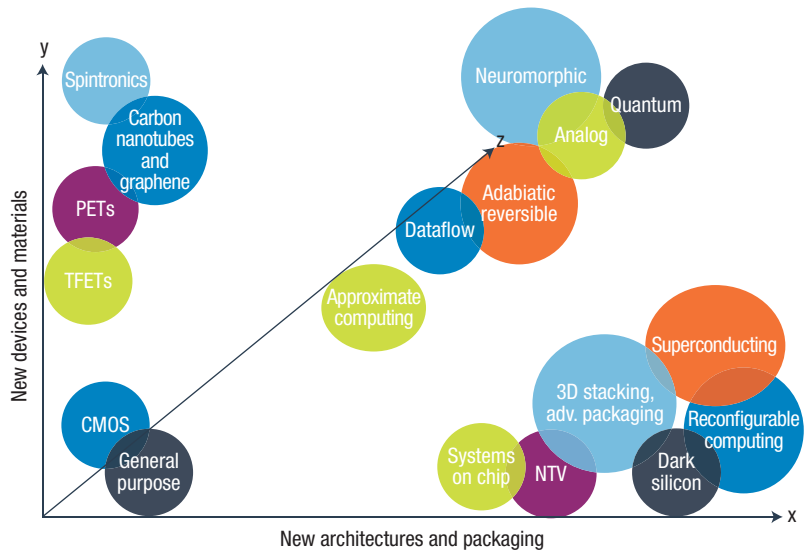 y
Spintronics
Carbon
nanotubes
and
graphene
PETs
TFETs
CMOS
General
purpose
Neuromorphic
Quantum
Analog
z
Adabiatic
reversible
Dataflow
Approximate
computing
Superconducting
3D stacking,
adv. packaging
Reconfigurable
computing
Systems
on chip
NTV
Dark
silicon
x
New devices and materials
New architectures and packaging